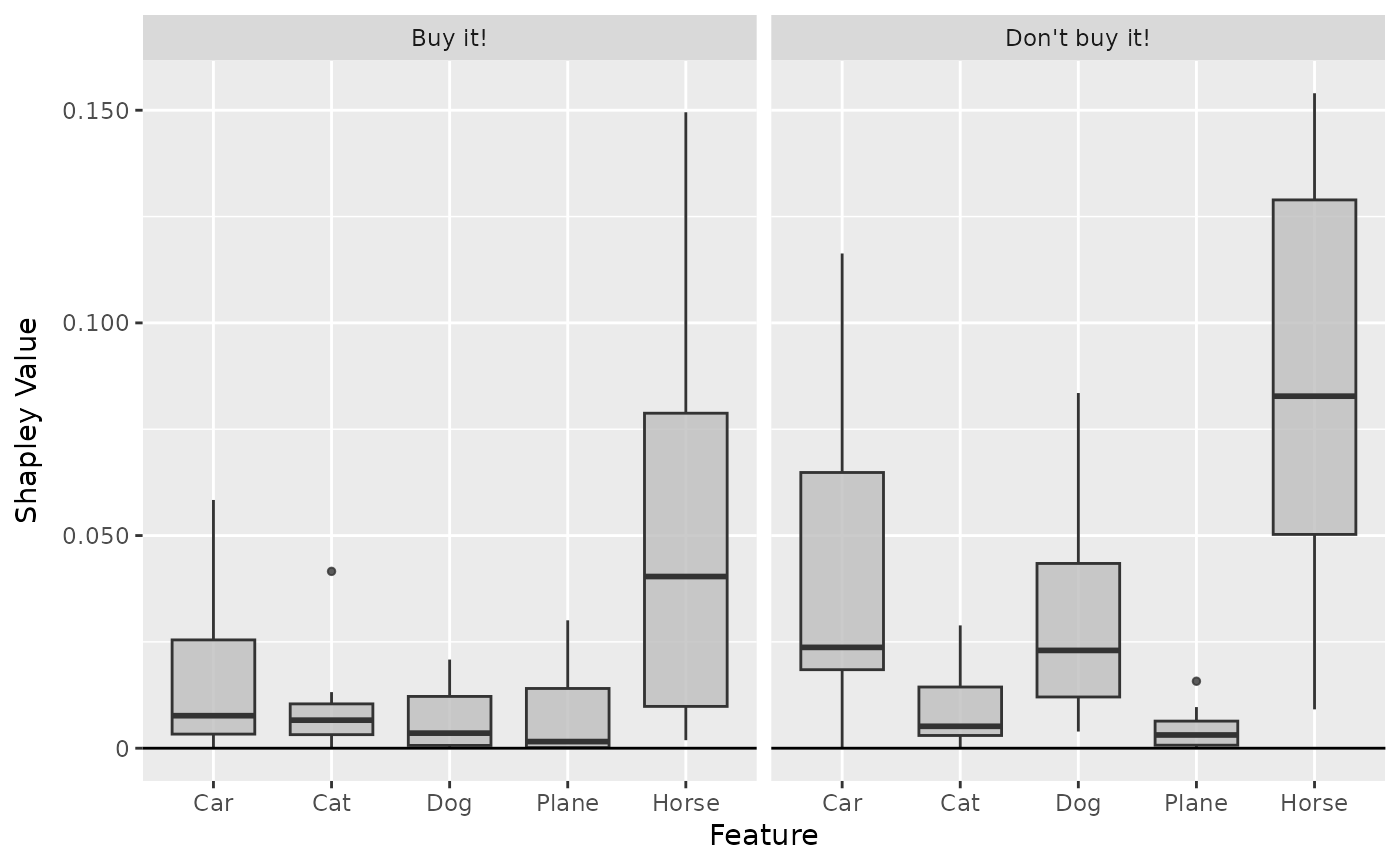 Buy it!
Don't buy it!
0.150
0.100
0.050
0
Shapley Value
Car Cat Dog Plane Horse
Car Cat Dog Plane Horse
Feature